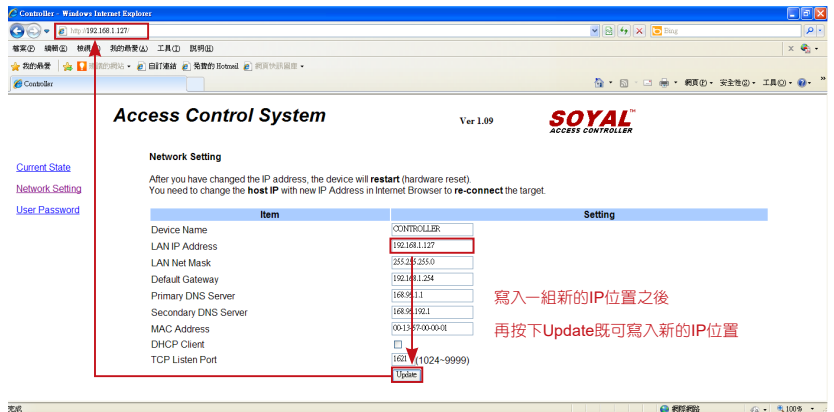 Controller - Windows Internet Explorer
http://192.168.1.127/
Bing
檔案(F) 編輯(E) 檢視(V) 我的最愛(A) 工具(T) 說明(H)
我的最愛 建議的網站 自訂連結 免費的 Hotmail 網頁快訊圖庫
Controller
網頁(P) 安全性(S) 工具(O)
Access Control System
Ver 1.09
SOYAL™
ACCESS CONTROLLER
Current State
Network Setting
User Password
Network Setting
After you have changed the IP address, the device will restart (hardware reset).
You need to change the host IP with new IP Address in Internet Browser to re-connect the target.
Item Setting
Device Name CONTROLLER
LAN IP Address 192.168.1.127
LAN Net Mask 255.255.255.0
Default Gateway 192.168.1.254
Primary DNS Server 168.95.1.1
Secondary DNS Server 168.95.192.1
MAC Address 00-13-57-00-00-01
DHCP Client
TCP Listen Port 1621 (1024~9999)
Update
寫入一組新的IP位置之後
再按下Update既可寫入新的IP位置
完成
網際網路
100%